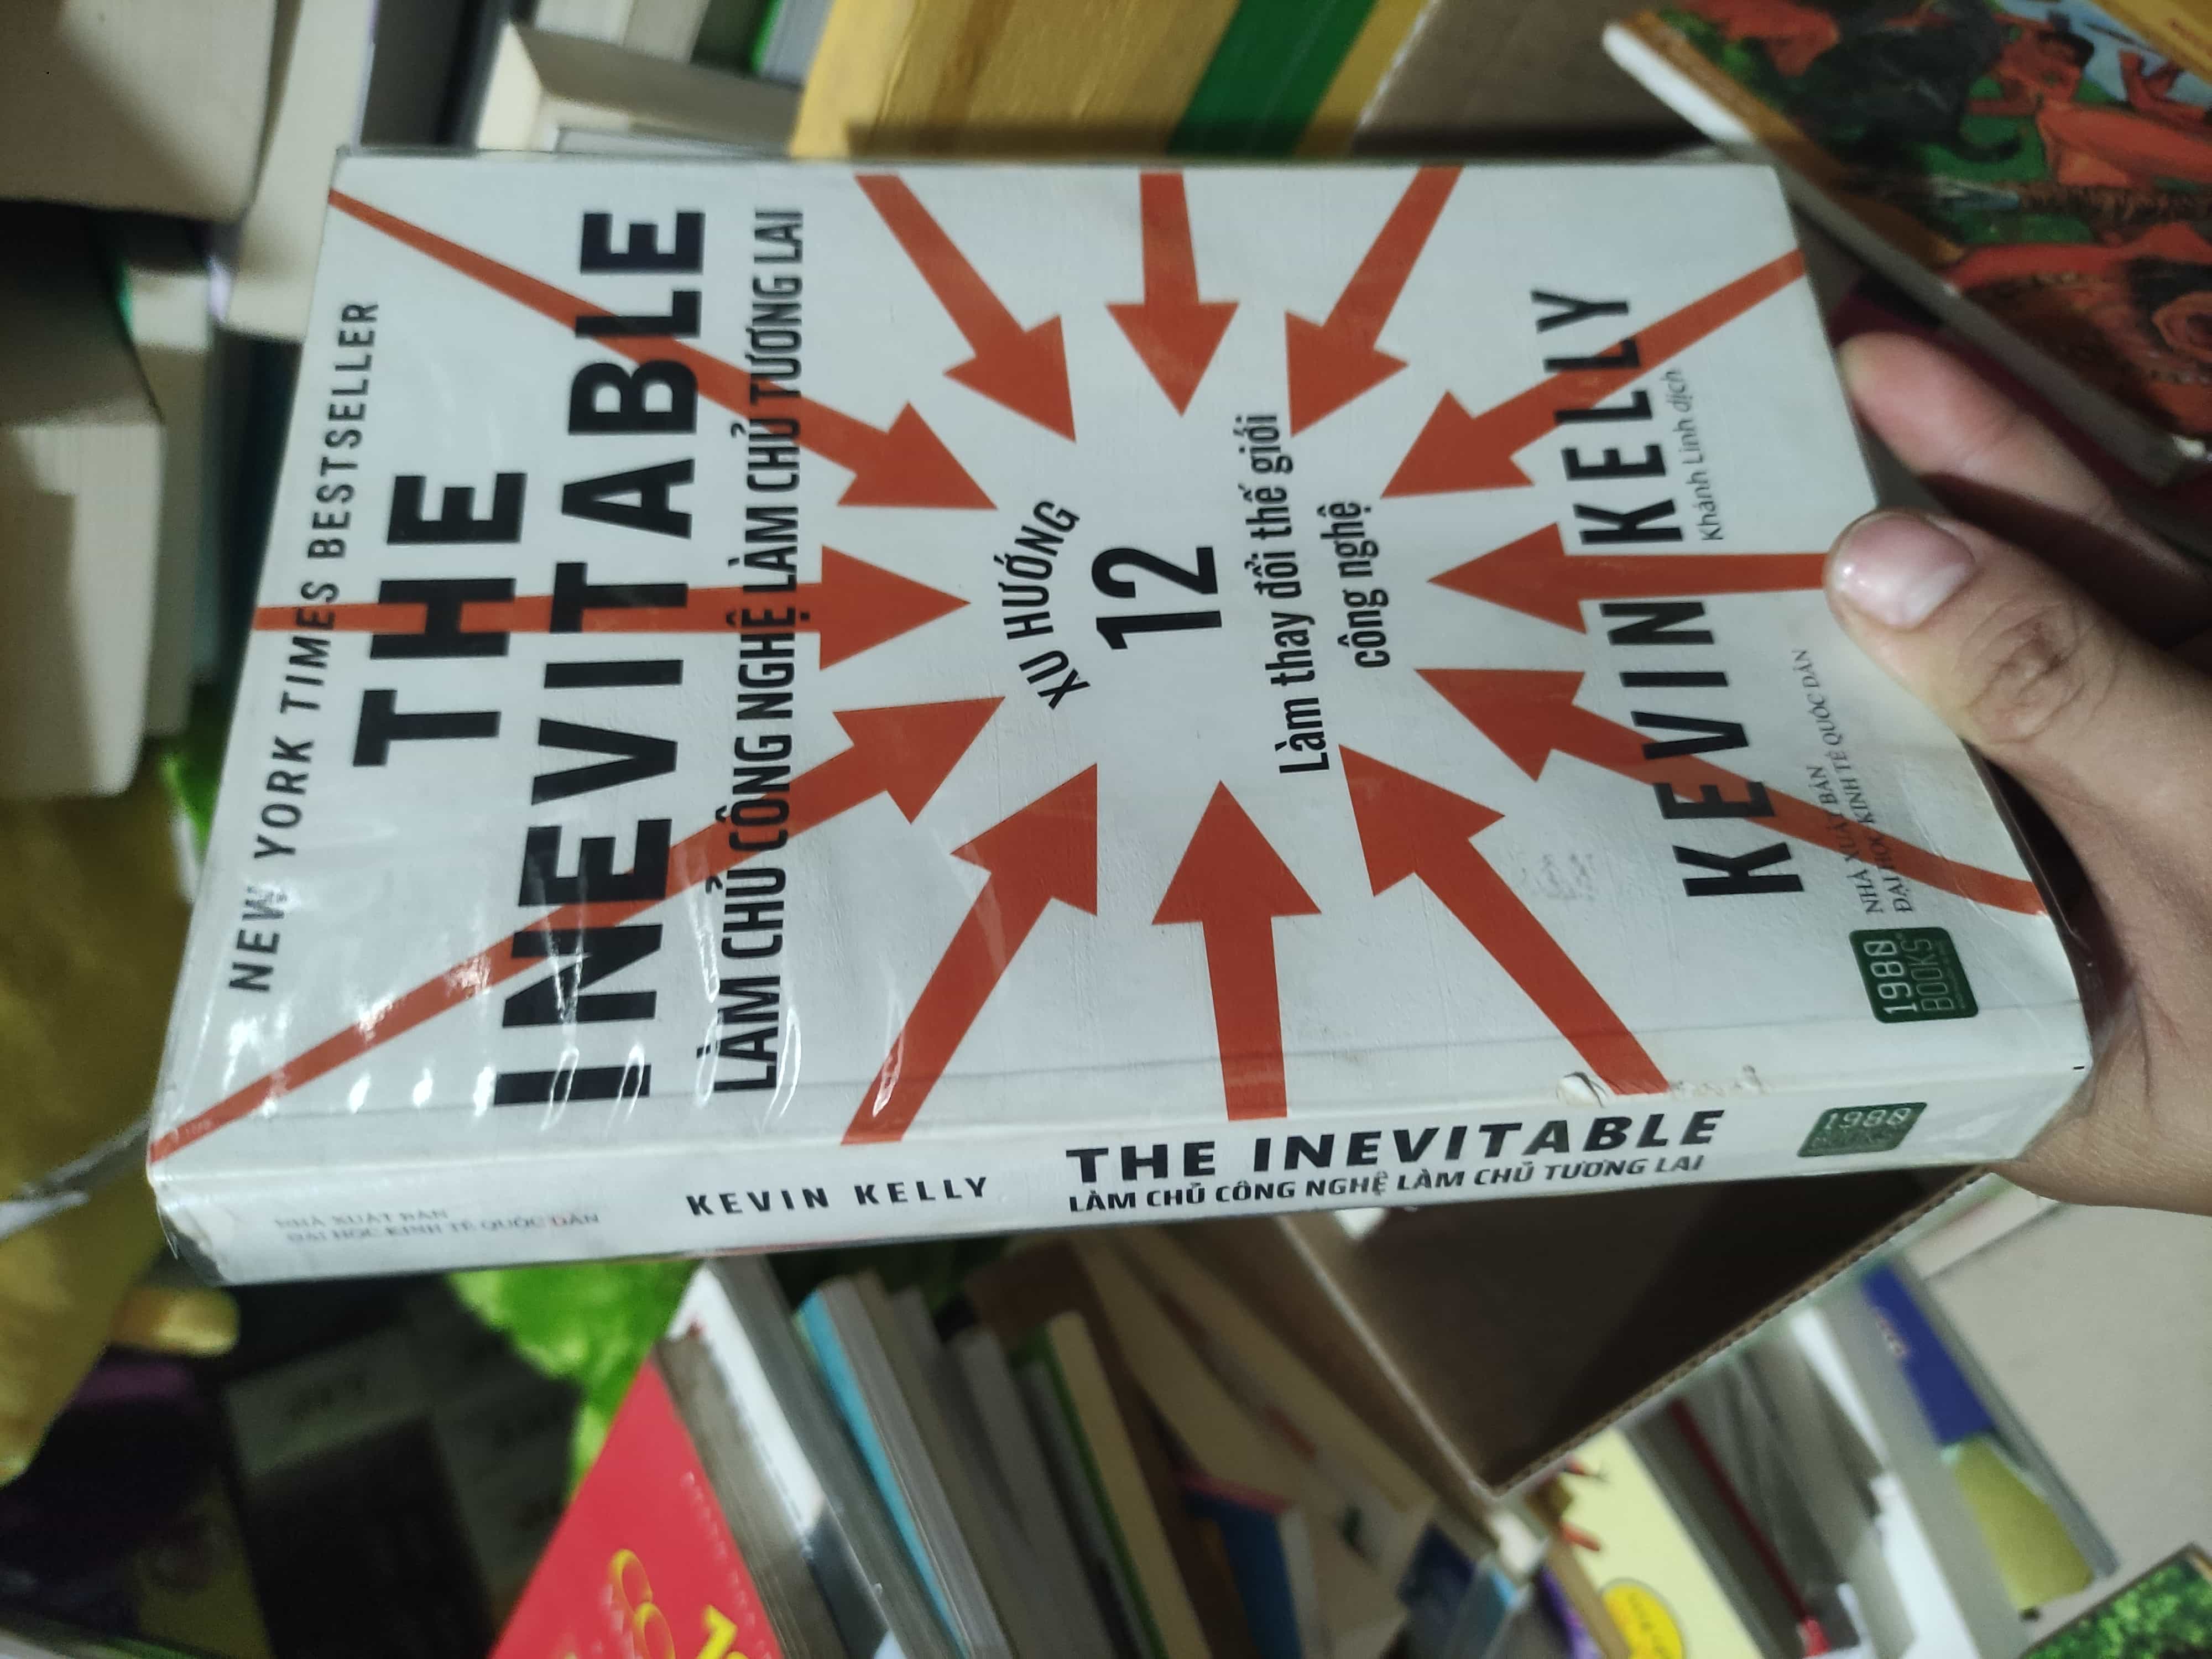 NEW YORK TIMES BESTSELLER
THE
INEVITABLE
LÀM CHỦ CÔNG NGHỆ LÀM CHỦ TƯƠNG LAI
XU HƯỚNG
12
Làm thay đổi thế giới
công nghệ
KEVIN KELLY
Khánh Linh dịch
NHÀ XUẤT BẢN
ĐẠI HỌC KINH TẾ QUỐC DÂN
1980
BOOKS
NHÀ XUẤT BẢN
ĐẠI HỌC KINH TẾ QUỐC DÂN
KEVIN KELLY
THE INEVITABLE
LÀM CHỦ CÔNG NGHỆ LÀM CHỦ TƯƠNG LAI
1980
BOOKS